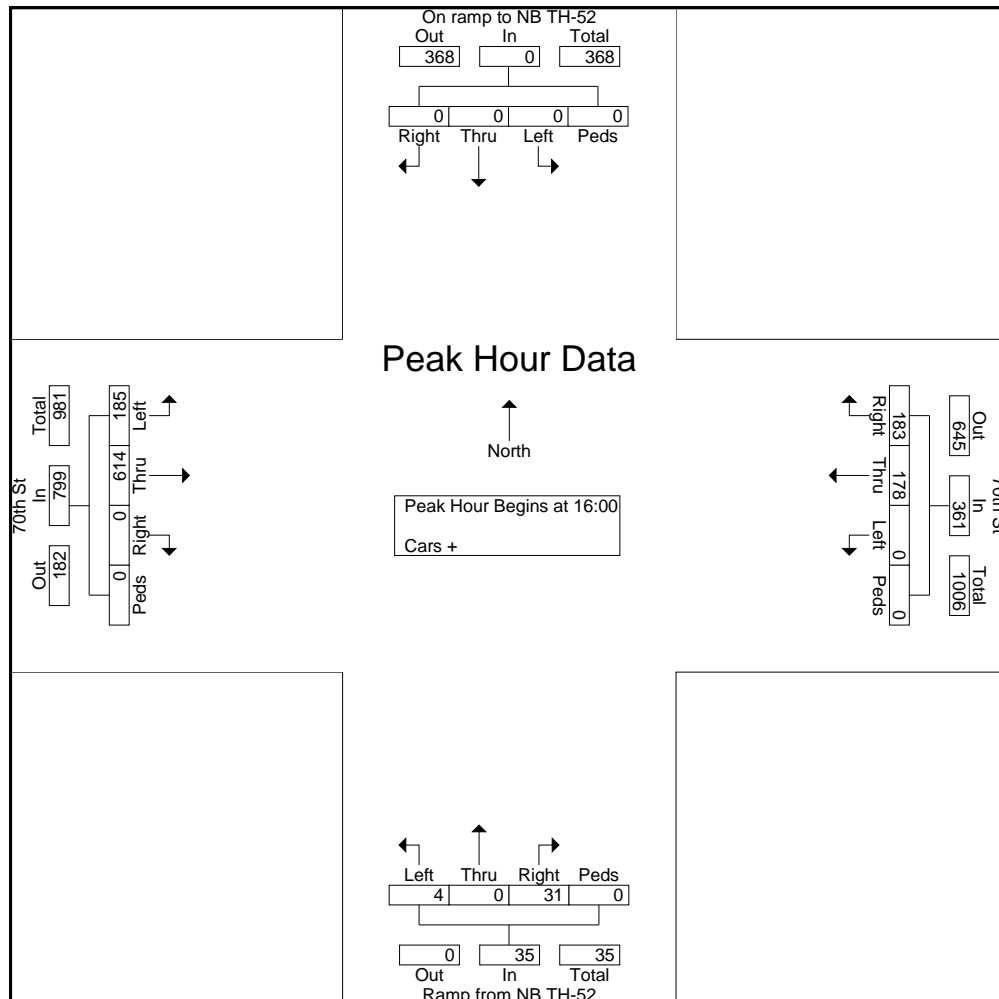 On ramp to NB TH-52
Out In Total
368 0 368
0 0 0 0
Right Thru Left Peds
Peak Hour Data
North
Peak Hour Begins at 16:00
Cars +
70th St
Total In Out
981 799 182
185 614 0 0
Left Thru Right Peds
Right Thru Left Peds
183 178 0 0
Out In Total
645 361 1006
70th St
Left Thru Right Peds
4 0 31 0
0 35 35
Out In Total
Ramp from NB TH-52